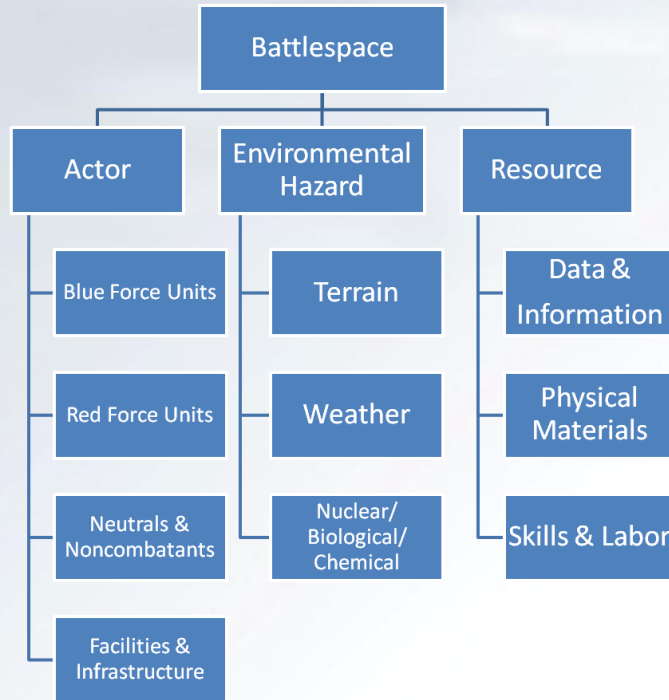 Battlespace
Actor
Environmental
Hazard
Resource
Blue Force Units
Red Force Units
Neutrals &
Noncombatants
Facilities &
Infrastructure
Terrain
Weather
Nuclear/
Biological/
Chemical
Data &
Information
Physical
Materials
Skills & Labor